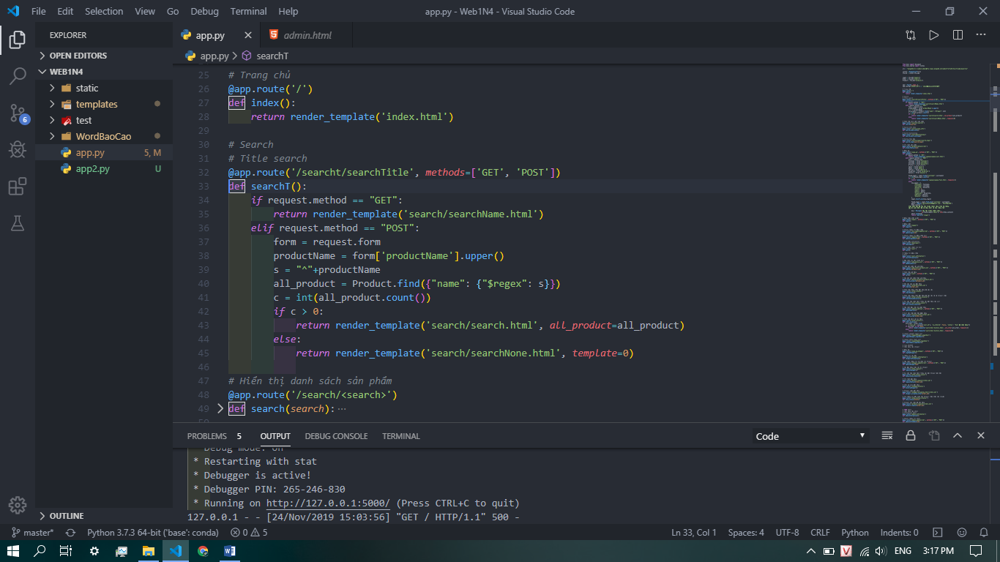 File Edit Selection View Go Debug Terminal Help
app.py - Web1N4 - Visual Studio Code
EXPLORER
OPEN EDITORS
WEB1N4
static
templates
test
WordBaoCao
app.py 5, M
app2.py U
OUTLINE
6
app.py
admin.html
app.py > searchT
25 # Trang chủ
26 @app.route('/')
27 def index():
28 return render_template('index.html')
29
30 # Search
31 # Title search
32 @app.route('/searcht/searchTitle', methods=['GET', 'POST'])
33 def searchT():
34 if request.method == "GET":
35 return render_template('search/searchName.html')
36 elif request.method == "POST":
37 form = request.form
38 productName = form['productName'].upper()
39 s = "^"+productName
40 all_product = Product.find({"name": {"$regex": s}})
41 c = int(all_product.count())
42 if c > 0:
43 return render_template('search/search.html', all_product=all_product)
44 else:
45 return render_template('search/searchNone.html', template=0)
46
47 # Hiển thị danh sách sản phẩm
48 @app.route('/search/<search>')
49 def search(search):…
PROBLEMS 5 OUTPUT DEBUG CONSOLE TERMINAL
Code
* Debug mode: on
* Restarting with stat
* Debugger is active!
* Debugger PIN: 265-246-830
* Running on http://127.0.0.1:5000/ (Press CTRL+C to quit)
127.0.0.1 - - [24/Nov/2019 15:03:56] "GET / HTTP/1.1" 500 -
master* Python 3.7.3 64-bit ('base': conda) 0 5
Ln 33, Col 1 Spaces: 4 UTF-8 CRLF Python Indents: 0
V ENG 3:17 PM